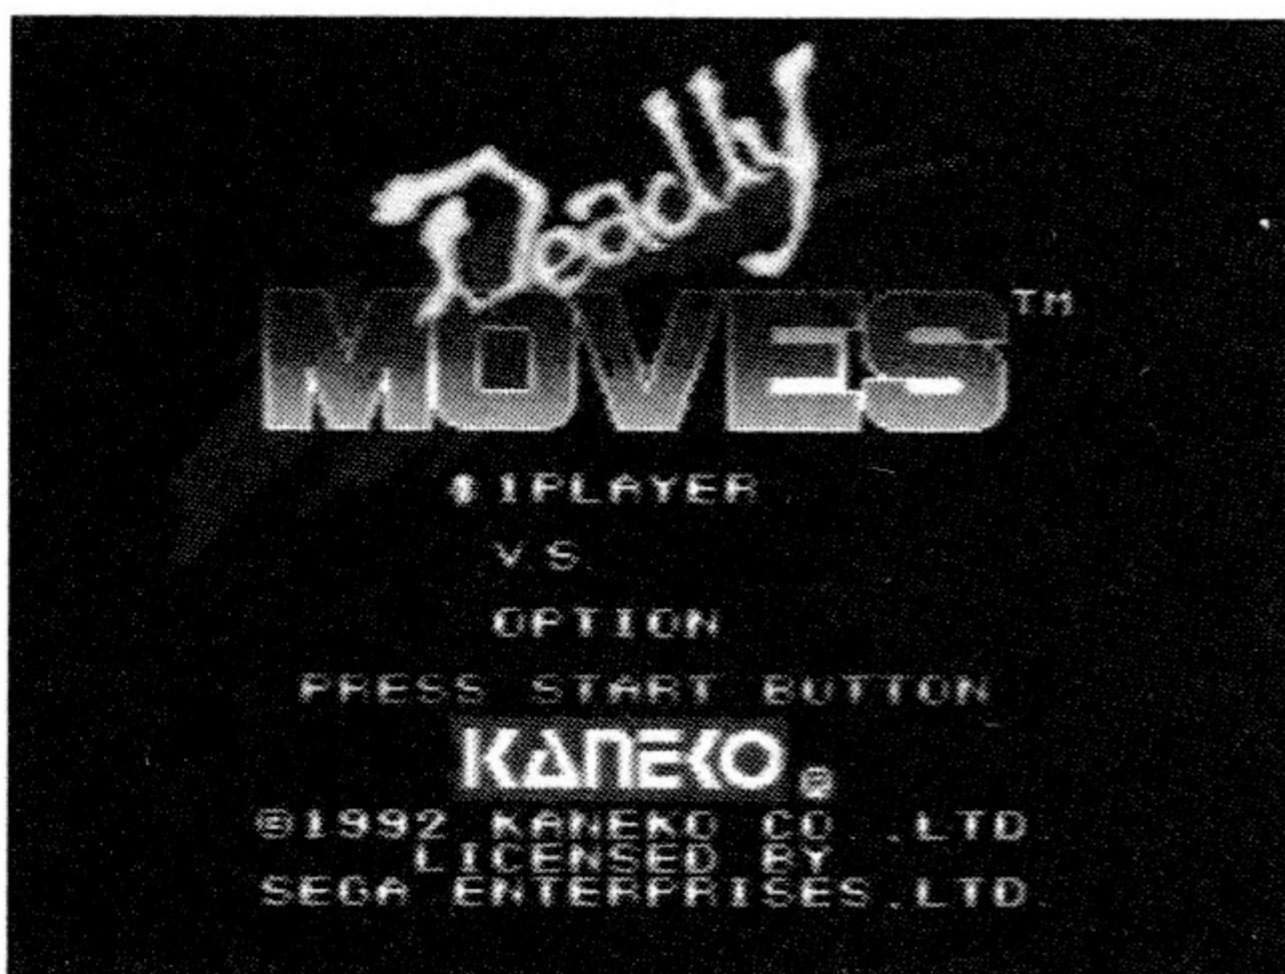 Deadly
MOVES™
1PLAYER
V.S.
OPTION
PRESS START BUTTON
KANEKO®
©1992 KANEKO CO.,LTD.
LICENSED BY
SEGA ENTERPRISES.LTD.